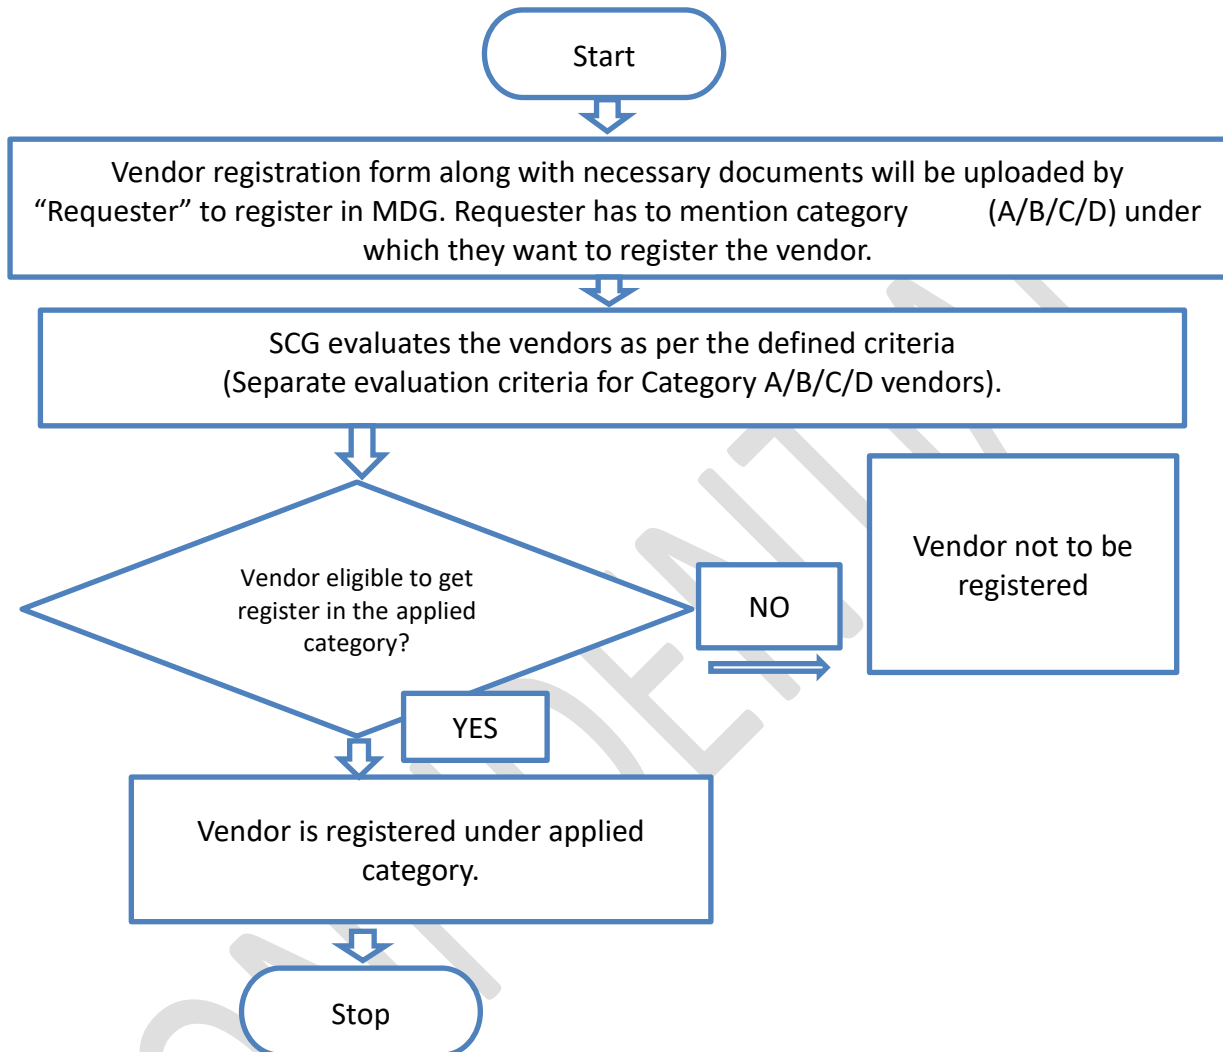 Start
Vendor registration form along with necessary documents will be uploaded by
“Requester” to register in MDG. Requester has to mention category (A/B/C/D) under
which they want to register the vendor.
SCG evaluates the vendors as per the defined criteria
(Separate evaluation criteria for Category A/B/C/D vendors).
Vendor eligible to get
register in the applied
category?
NO
Vendor not to be
registered
YES
Vendor is registered under applied
category.
Stop